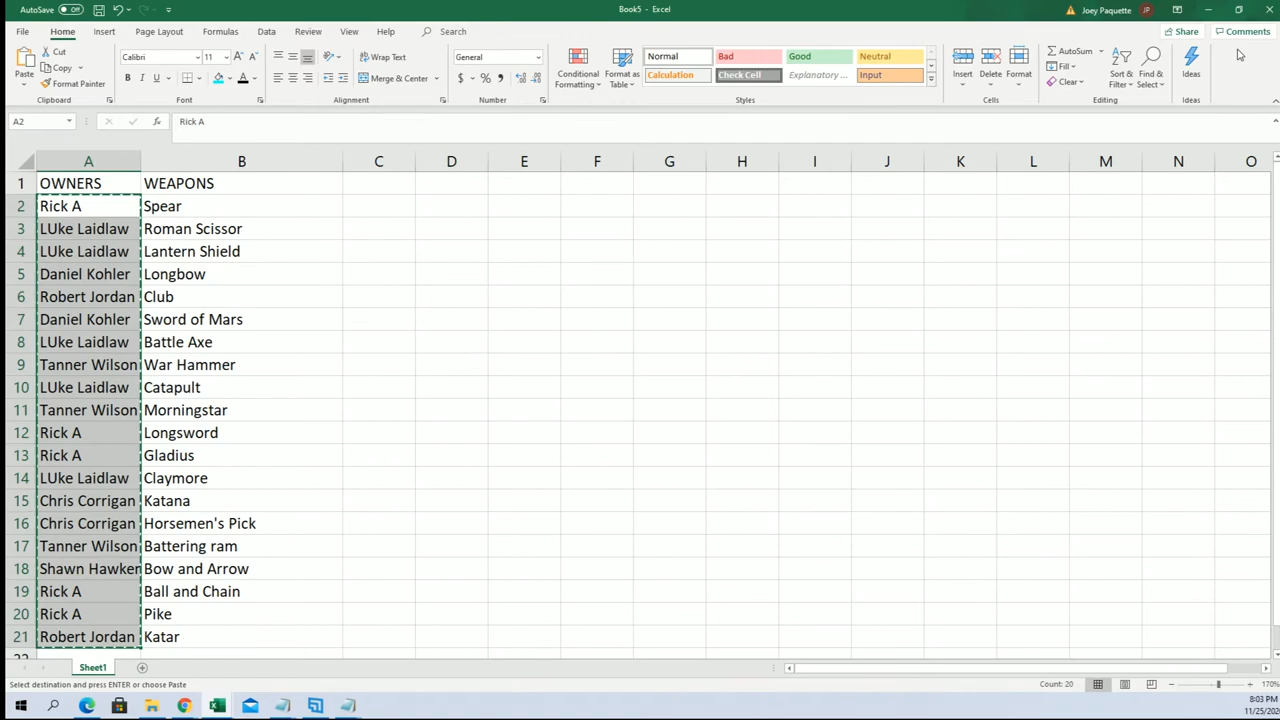 AutoSave Off
Book5 - Excel
Joey Paquette JP
File Home Insert Page Layout Formulas Data Review View Help Search
Share Comments
Paste
Cut
Copy
Format Painter
Clipboard
Calibri 11
Font
Wrap Text
Merge & Center
Alignment
General
Number
Conditional Formatting
Format as Table
Normal Bad Good Neutral
Calculation Check Cell Explanatory ... Input
Styles
Insert Delete Format
Cells
AutoSum
Fill
Clear
Sort & Filter
Find & Select
Editing
Ideas
Ideas
A2 fx Rick A
A B C D E F G H I J K L M N O
1 OWNERS WEAPONS
2 Rick A Spear
3 LUke Laidlaw Roman Scissor
4 LUke Laidlaw Lantern Shield
5 Daniel Kohler Longbow
6 Robert Jordan Club
7 Daniel Kohler Sword of Mars
8 LUke Laidlaw Battle Axe
9 Tanner Wilson War Hammer
10 LUke Laidlaw Catapult
11 Tanner Wilson Morningstar
12 Rick A Longsword
13 Rick A Gladius
14 LUke Laidlaw Claymore
15 Chris Corrigan Katana
16 Chris Corrigan Horsemen's Pick
17 Tanner Wilson Battering ram
18 Shawn Hawker Bow and Arrow
19 Rick A Ball and Chain
20 Rick A Pike
21 Robert Jordan Katar
22
Sheet1
Select destination and press ENTER or choose Paste
Count: 20
170%
8:03 PM